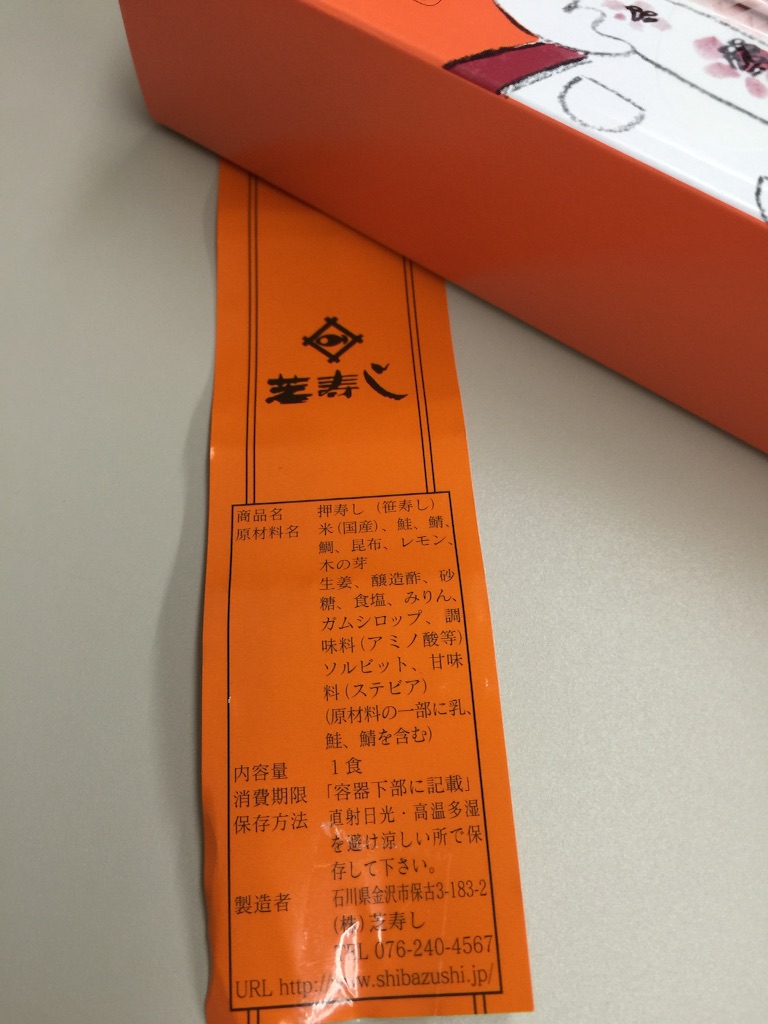 芝寿し
商品名 押寿し (笹寿し)
原材料名 米(国産)、鮭、鯖、
鯛、昆布、レモン、
木の芽
生姜、醸造酢、砂
糖、食塩、みりん、
ガムシロップ、調
味料(アミノ酸等)
ソルビット、甘味
料(ステビア)
(原材料の一部に乳、
鮭、鯖を含む)
内容量 1食
消費期限 「容器下部に記載」
保存方法 直射日光・高温多湿
を避け涼しい所で保
存して下さい。
製造者 石川県金沢市保古3-183-2
(株)芝寿し
TEL 076-240-4567
URL http://www.shibazushi.jp/